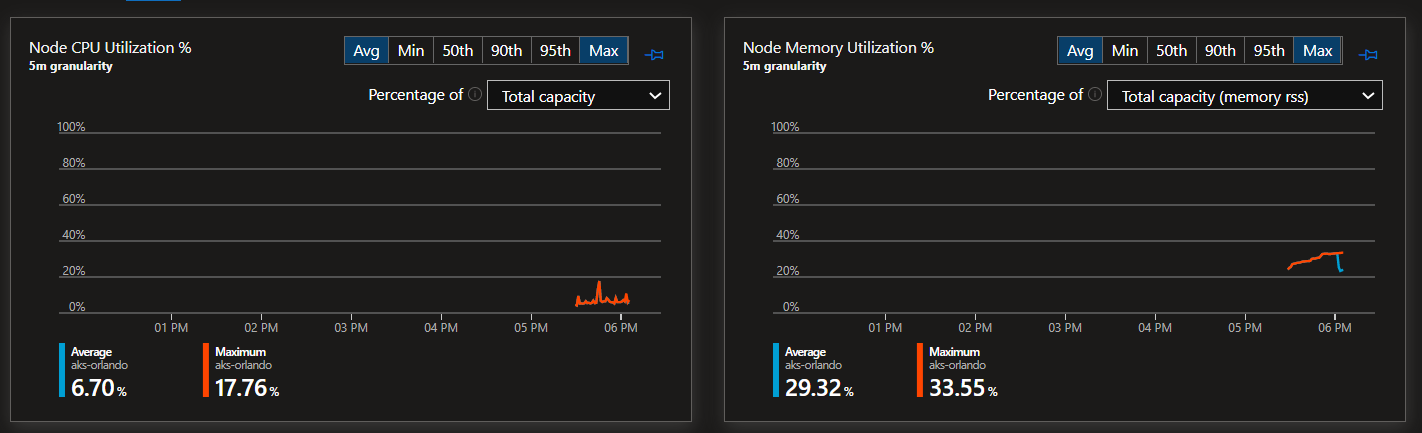 Node CPU Utilization %
5m granularity
Avg Min 50th 90th 95th Max
Percentage of Total capacity
100%
80%
60%
40%
20%
0%
01 PM 02 PM 03 PM 04 PM 05 PM 06 PM
Average
aks-orlando
6.70 %
Maximum
aks-orlando
17.76 %
Node Memory Utilization %
5m granularity
Avg Min 50th 90th 95th Max
Percentage of Total capacity (memory rss)
100%
80%
60%
40%
20%
0%
01 PM 02 PM 03 PM 04 PM 05 PM 06 PM
Average
aks-orlando
29.32 %
Maximum
aks-orlando
33.55 %